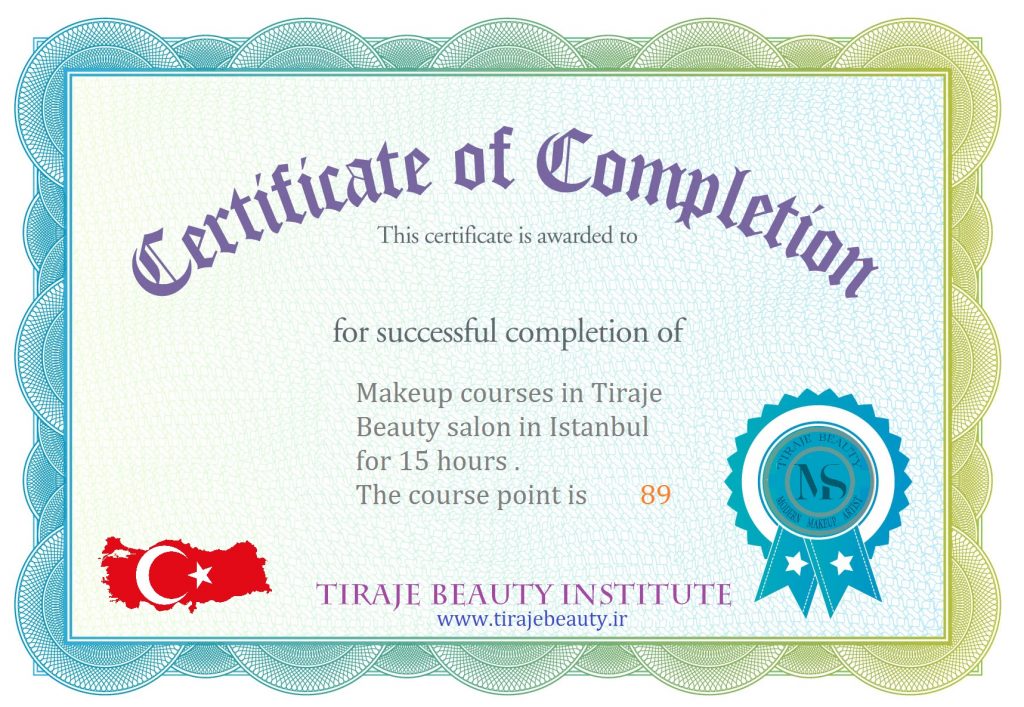 Certificate of Completion
This certificate is awarded to
for successful completion of
Makeup courses in Tiraje
Beauty salon in Istanbul
for 15 hours .
The course point is 89
TIRAJE BEAUTY
MS
MODERN MAKEUP ARTIST
TIRAJE BEAUTY INSTITUTE
www.tirajebeauty.ir